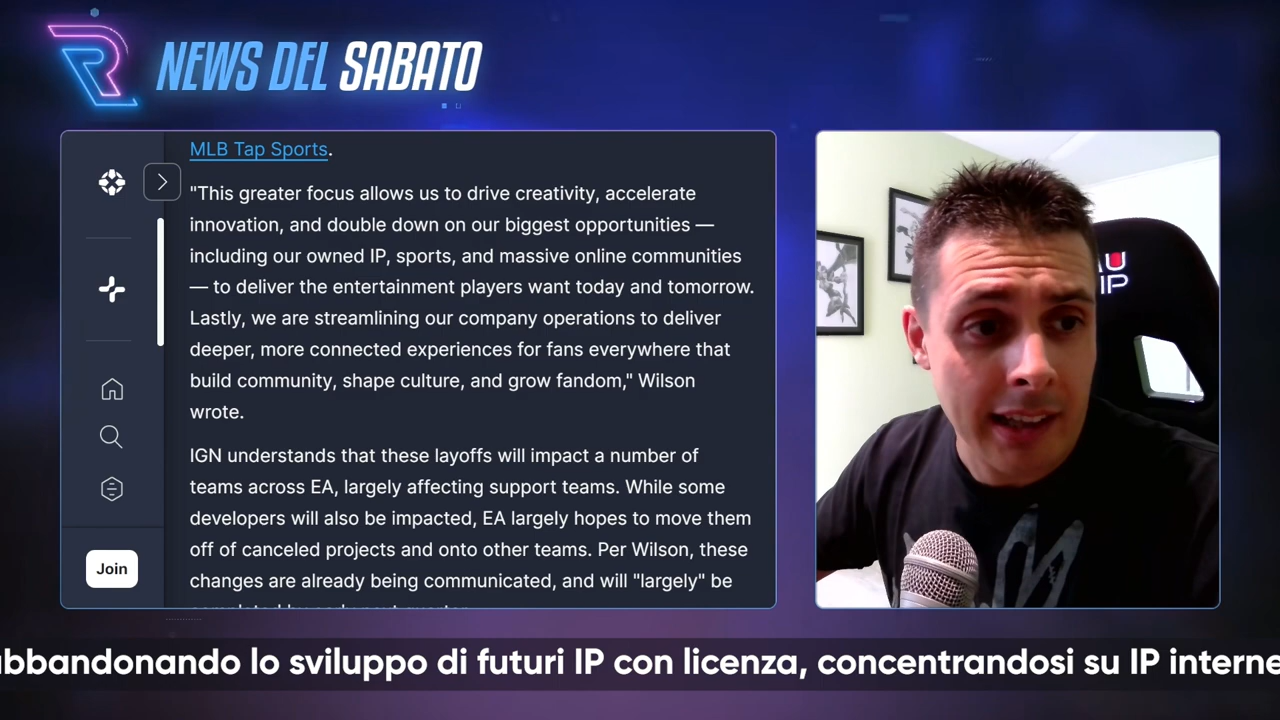 NEWS DEL SABATO
MLB Tap Sports.
"This greater focus allows us to drive creativity, accelerate
innovation, and double down on our biggest opportunities —
including our owned IP, sports, and massive online communities
— to deliver the entertainment players want today and tomorrow.
Lastly, we are streamlining our company operations to deliver
deeper, more connected experiences for fans everywhere that
build community, shape culture, and grow fandom," Wilson
wrote.
IGN understands that these layoffs will impact a number of
teams across EA, largely affecting support teams. While some
developers will also be impacted, EA largely hopes to move them
off of canceled projects and onto other teams. Per Wilson, these
changes are already being communicated, and will "largely" be
Join
abbandonando lo sviluppo di futuri IP con licenza, concentrandosi su IP interne